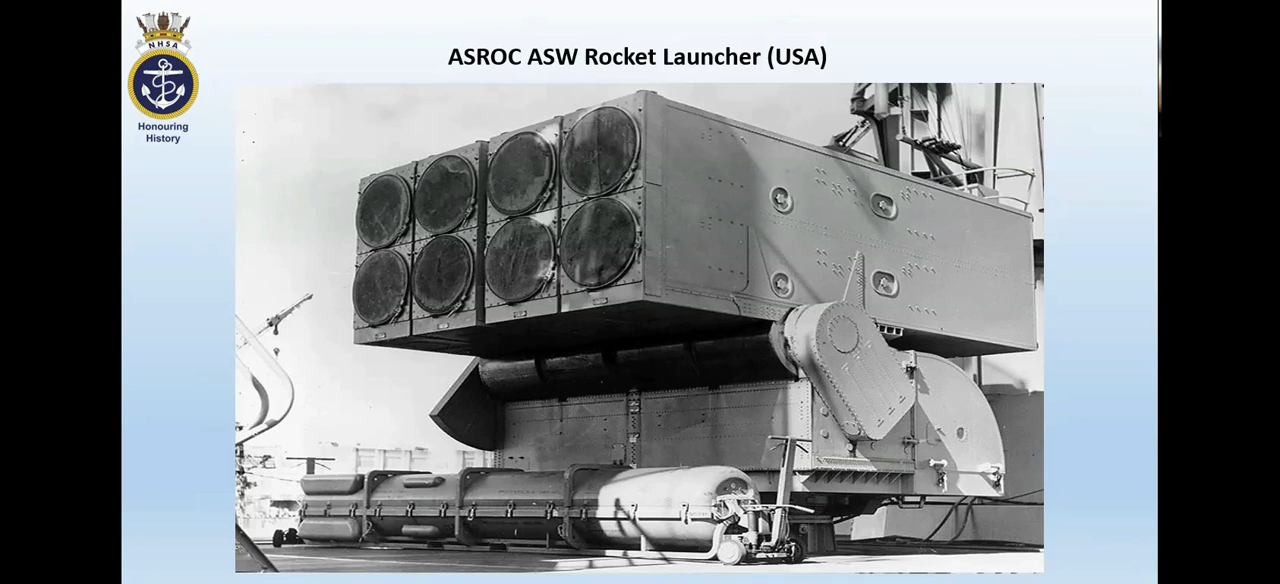 NHSA
Honouring
History
ASROC ASW Rocket Launcher (USA)